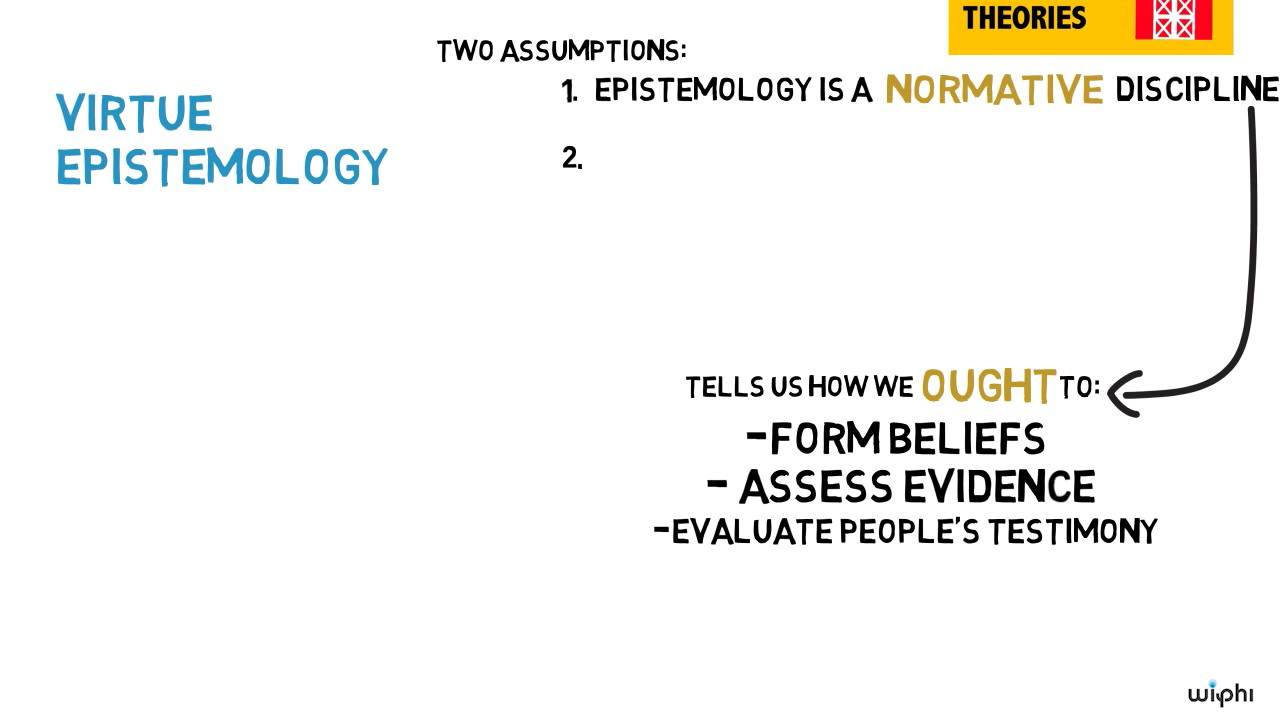 THEORIES
TWO ASSUMPTIONS:
1. EPISTEMOLOGY IS A NORMATIVE DISCIPLINE
VIRTUE
EPISTEMOLOGY
2.
TELLS US HOW WE OUGHT TO:
-FORM BELIEFS
- ASSESS EVIDENCE
-EVALUATE PEOPLE'S TESTIMONY
wiphi